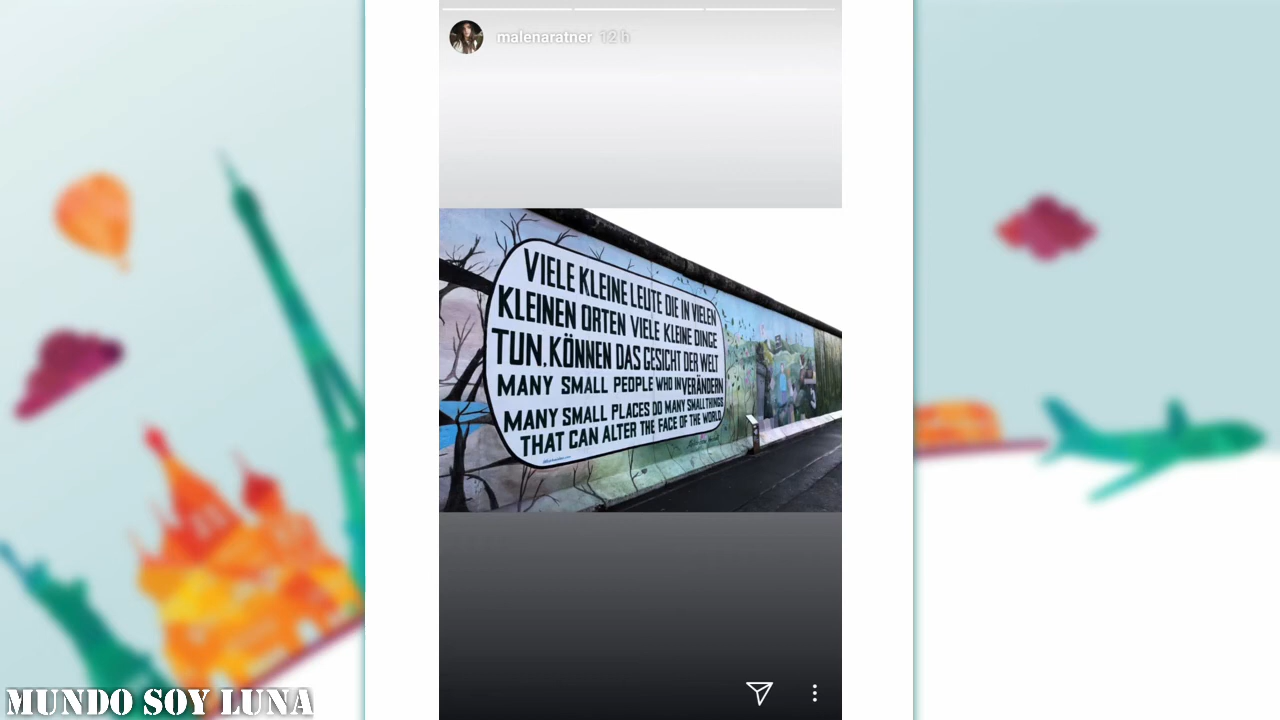 malenaratner 12 h
VIELE KLEINE LEUTE DIE IN VIELEN
KLEINEN ORTEN VIELE KLEINE DINGE
TUN.KÖNNEN DAS GESICHT DER WELT
VERÄNDERN
MANY SMALL PEOPLE WHO IN
MANY SMALL PLACES DO MANY SMALL THINGS
THAT CAN ALTER THE FACE OF THE WORLD
MUNDO SOY LUNA